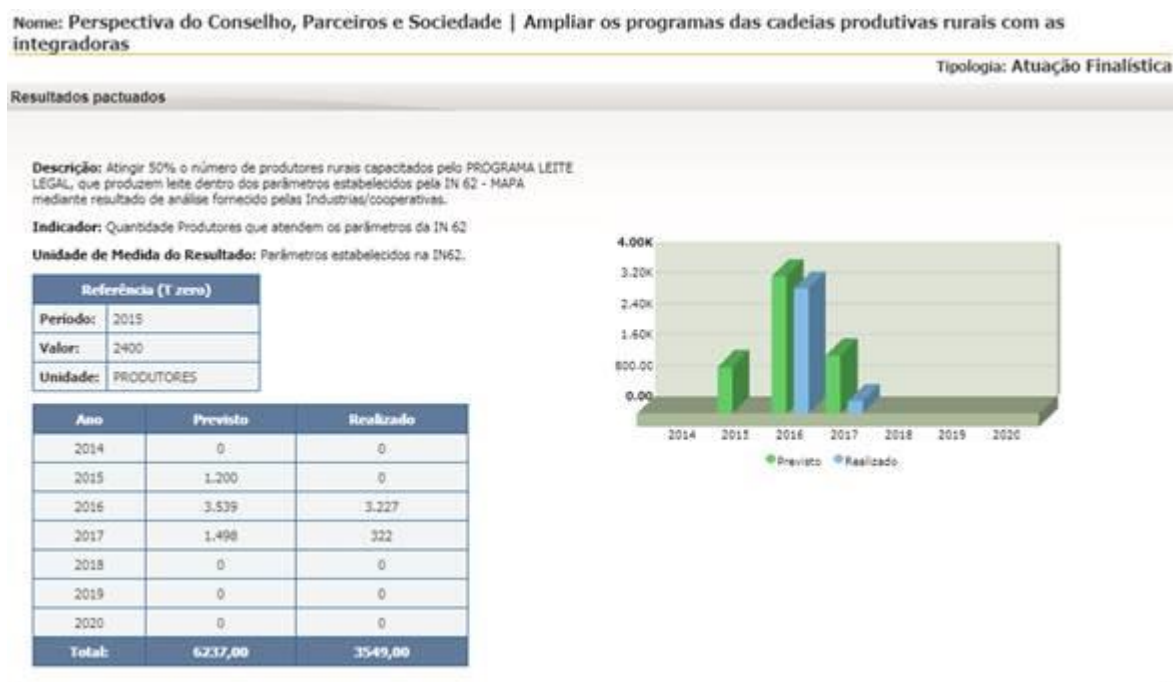 Nome: Perspectiva do Conselho, Parceiros e Sociedade | Ampliar os programas das cadeias produtivas rurais com as
integradoras
Tipologia: Atuação Finalística
Resultados pactuados
Descrição: Atingir 50% o número de produtores rurais capacitados pelo PROGRAMA LEITE
LEGAL, que produzem leite dentro dos parâmetros estabelecidos pela IN 62 - MAPA
mediante resultado de análise fornecido pelas Industrias/cooperativas.
Indicador: Quantidade Produtores que atendem os parâmetros da IN 62
Unidade de Medida do Resultado: Parâmetros estabelecidos na IN62.
Referência (T zero)
Período: 2015
Valor: 2400
Unidade: PRODUTORES
Ano Previsto Realizado
2014 0 0
2015 1.200 0
2016 3.539 3.227
2017 1.498 322
2018 0 0
2019 0 0
2020 0 0
Total: 6237,00 3549,00
4.00K
3.20K
2.40K
1.60K
800.00
0.00
2014 2015 2016 2017 2018 2019 2020
Previsto Realizado